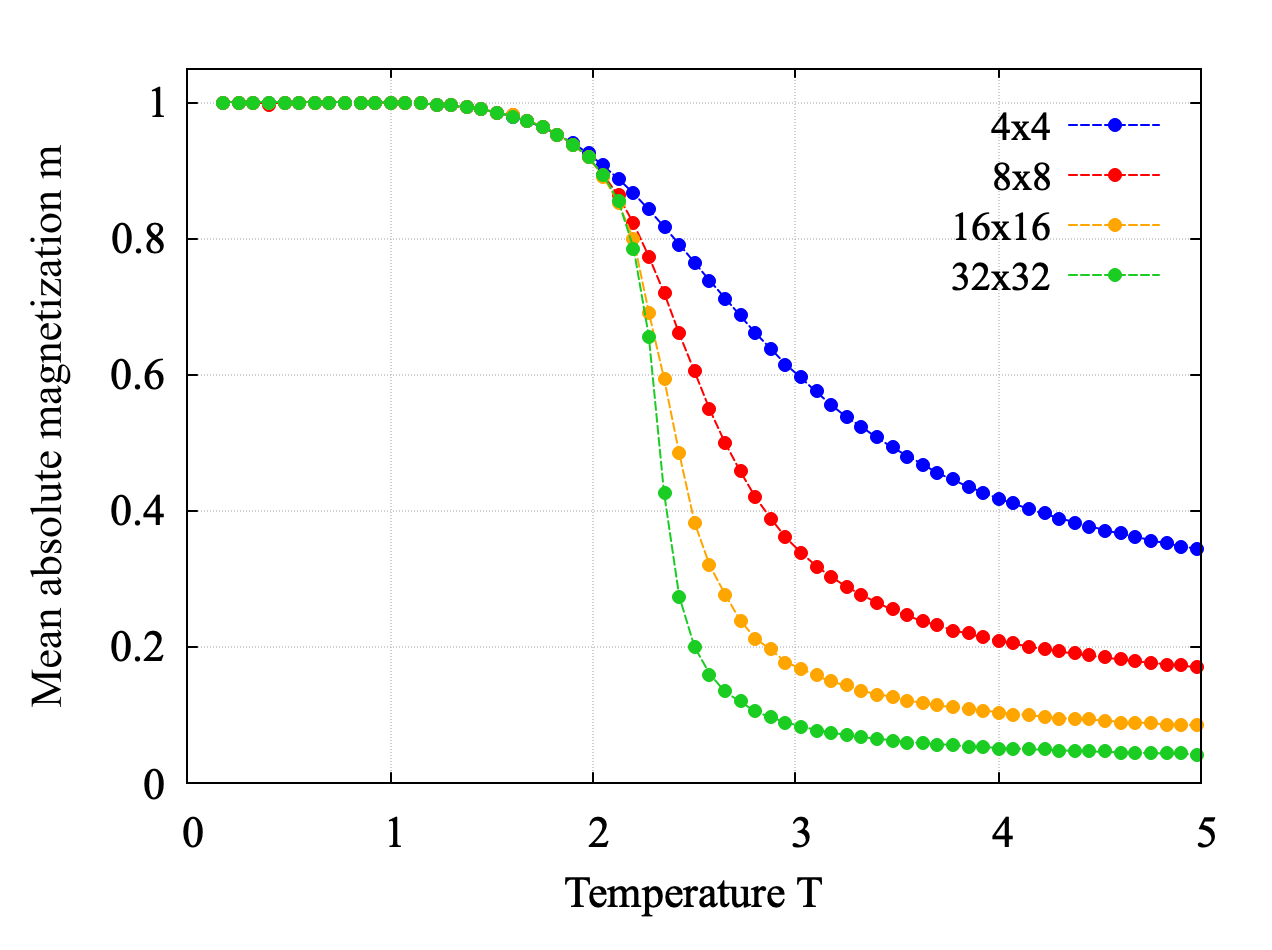 Mean absolute magnetization m
1
0.8
0.6
0.4
0.2
0
4x4
8x8
16x16
32x32
0 1 2 3 4 5
Temperature T